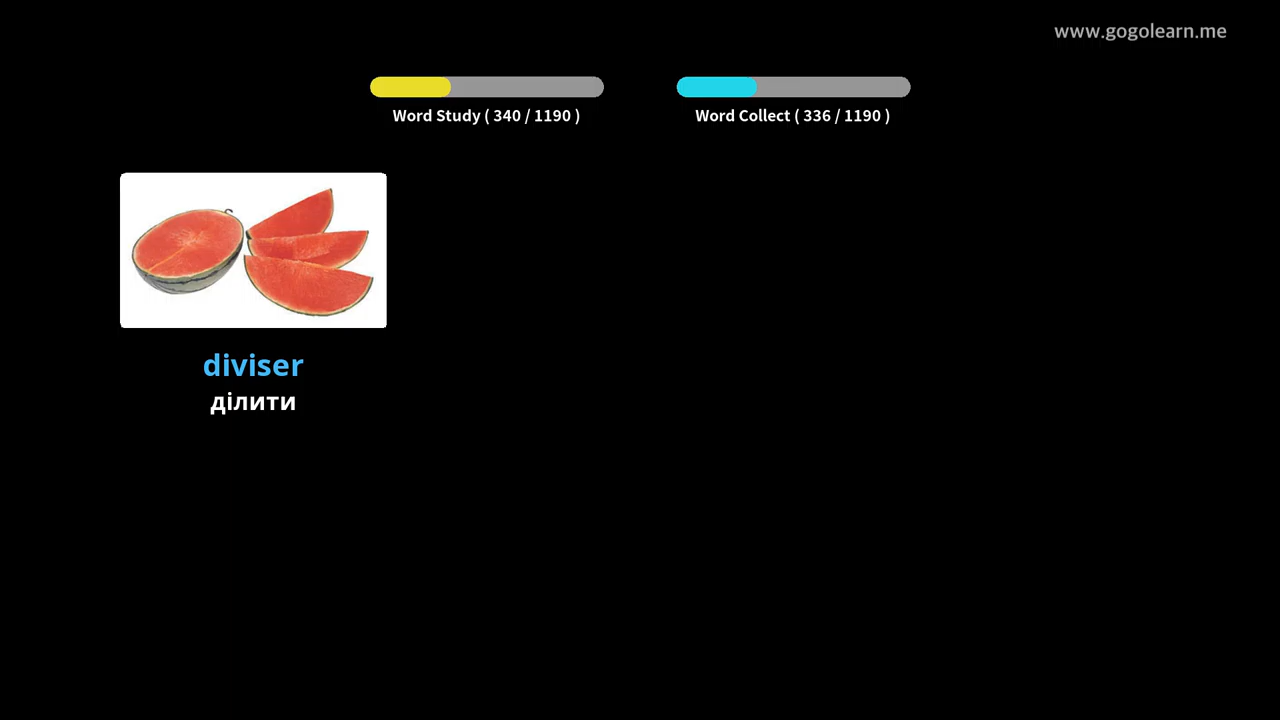 www.gogolearn.me
Word Study ( 340 / 1190 )
Word Collect ( 336 / 1190 )
diviser
ділити